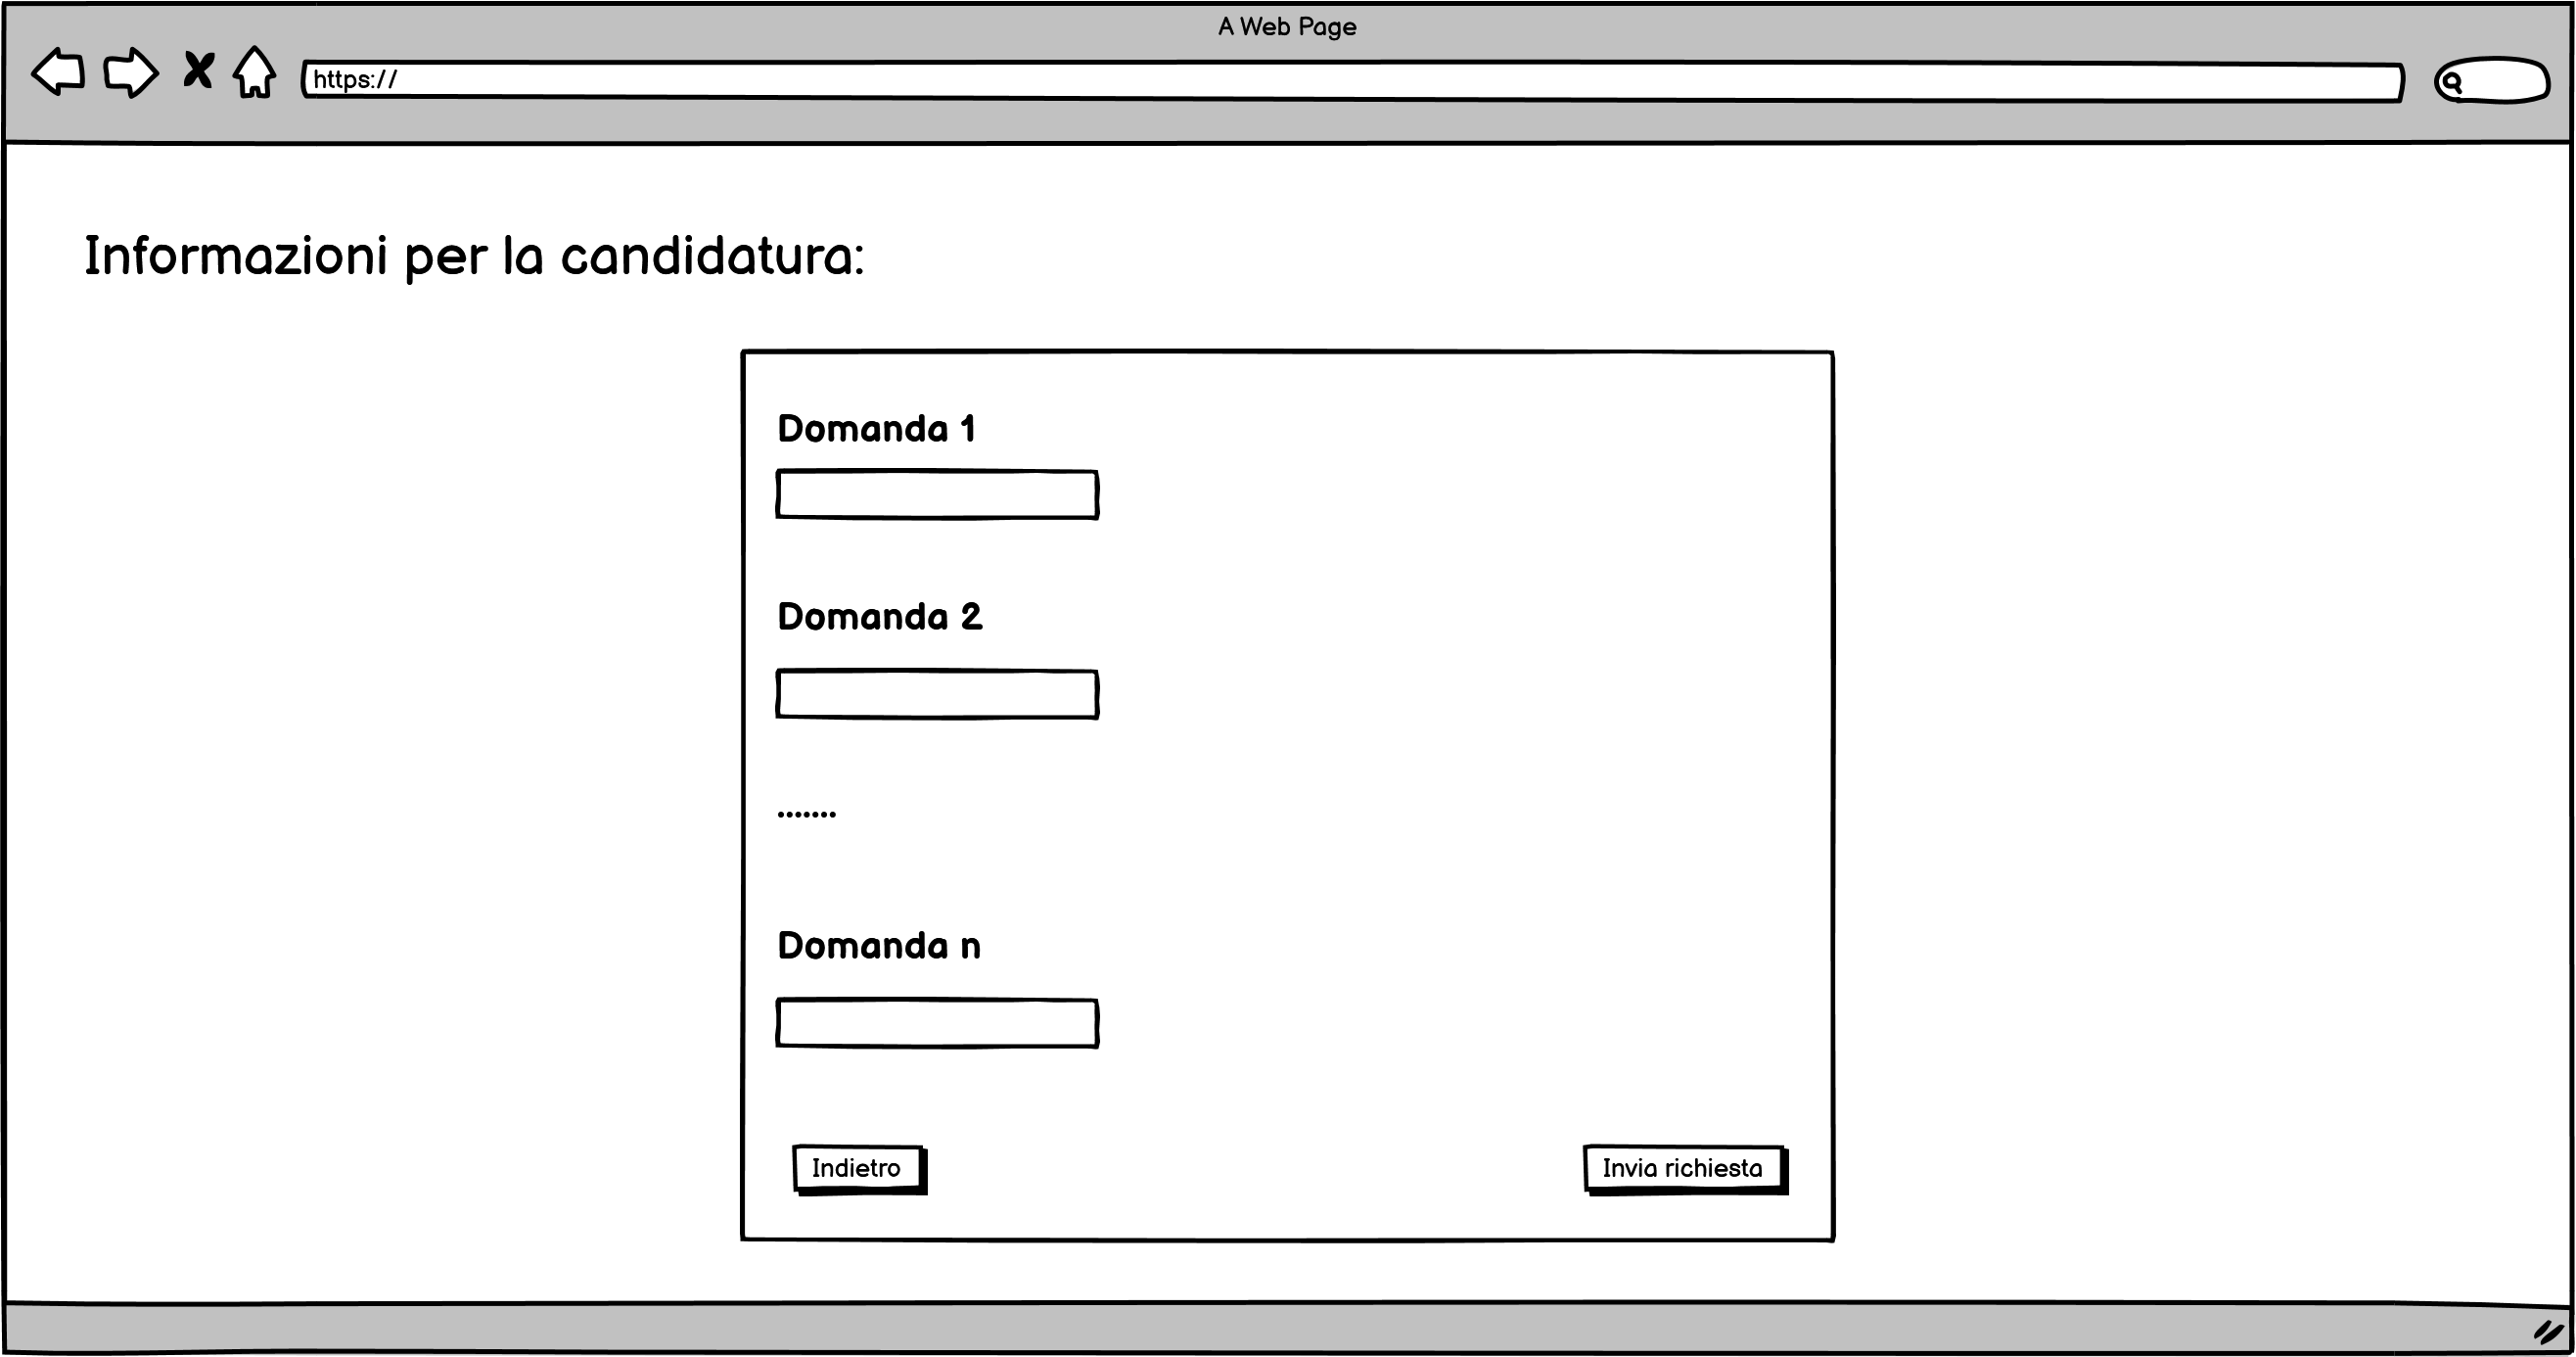 A Web Page
https://
Informazioni per la candidatura:
Domanda 1
Domanda 2
.......
Domanda n
Indietro
Invia richiesta